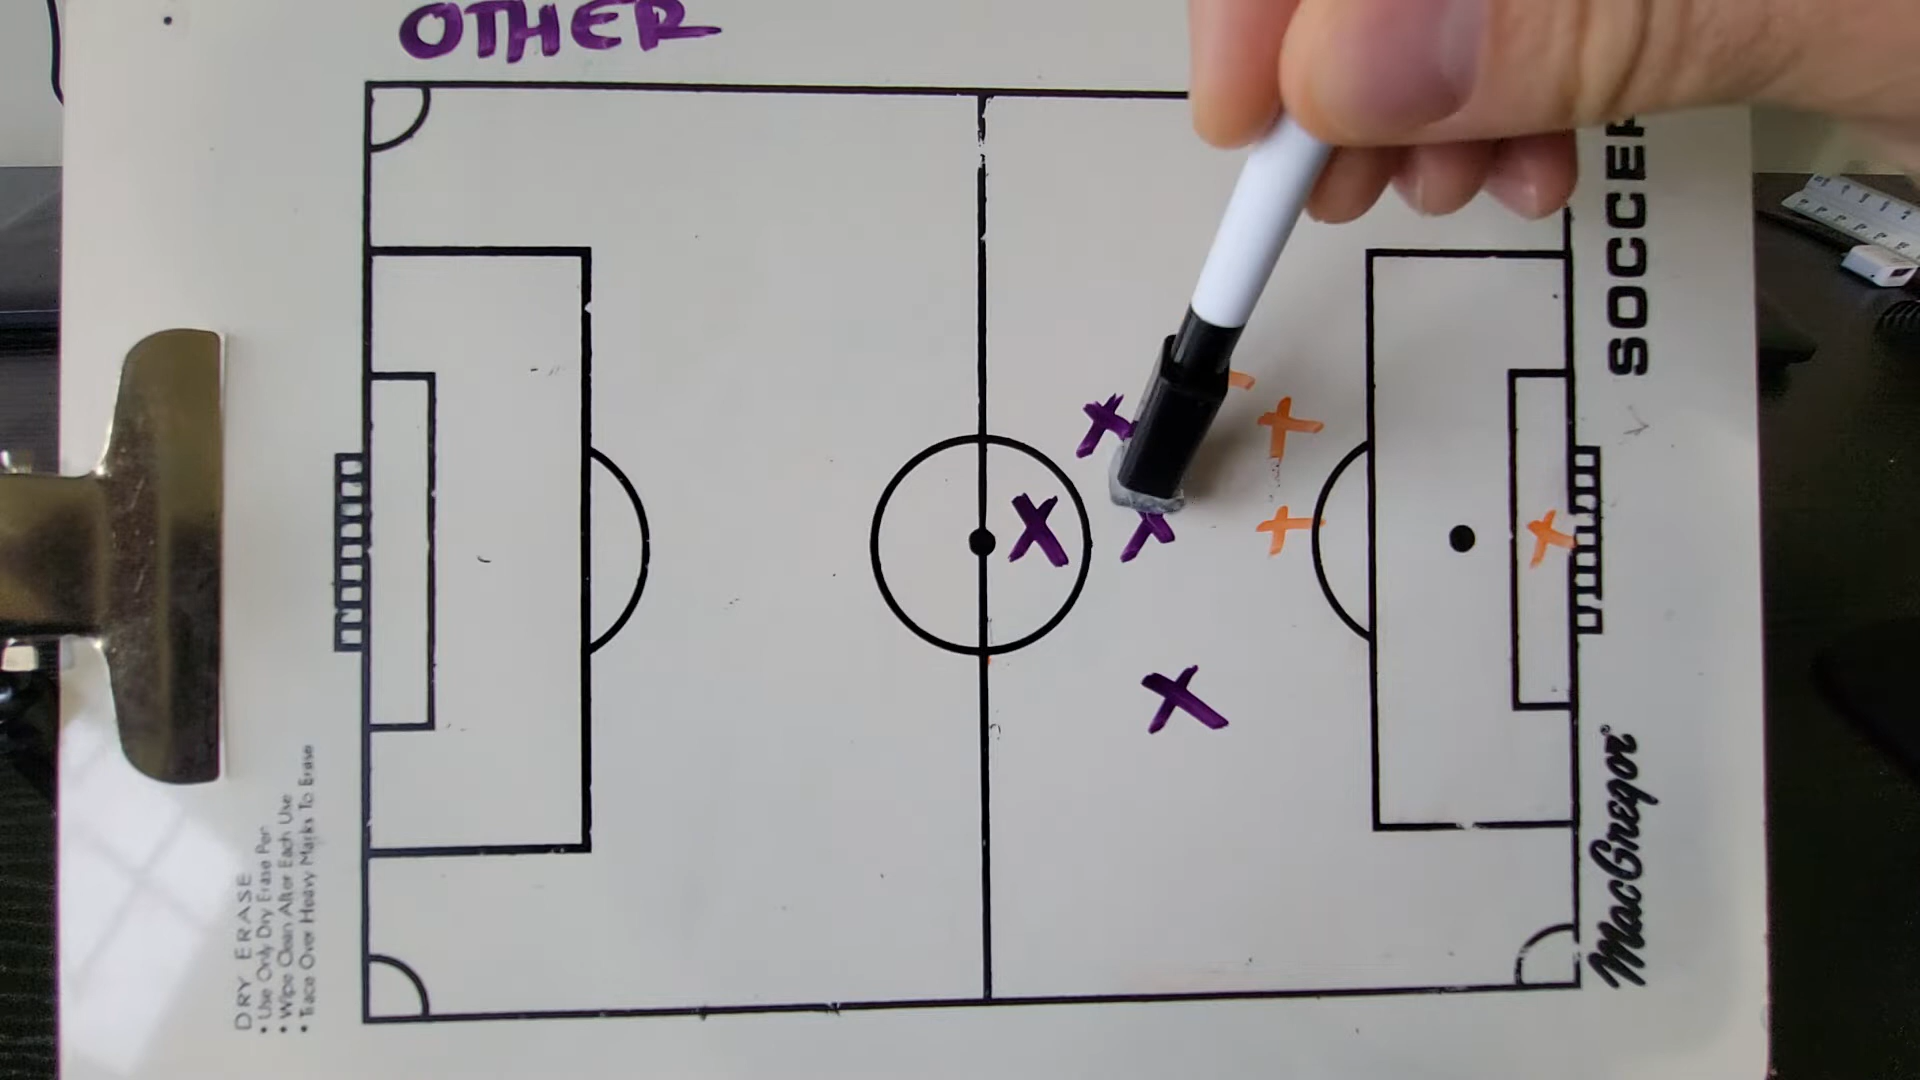 OTHER
SOCCER
MacGregor®
DRY ERASE
• Use Only Dry Erase Pen
• Wipe Clean After Each Use
• Trace Over Heavy Marks To Erase